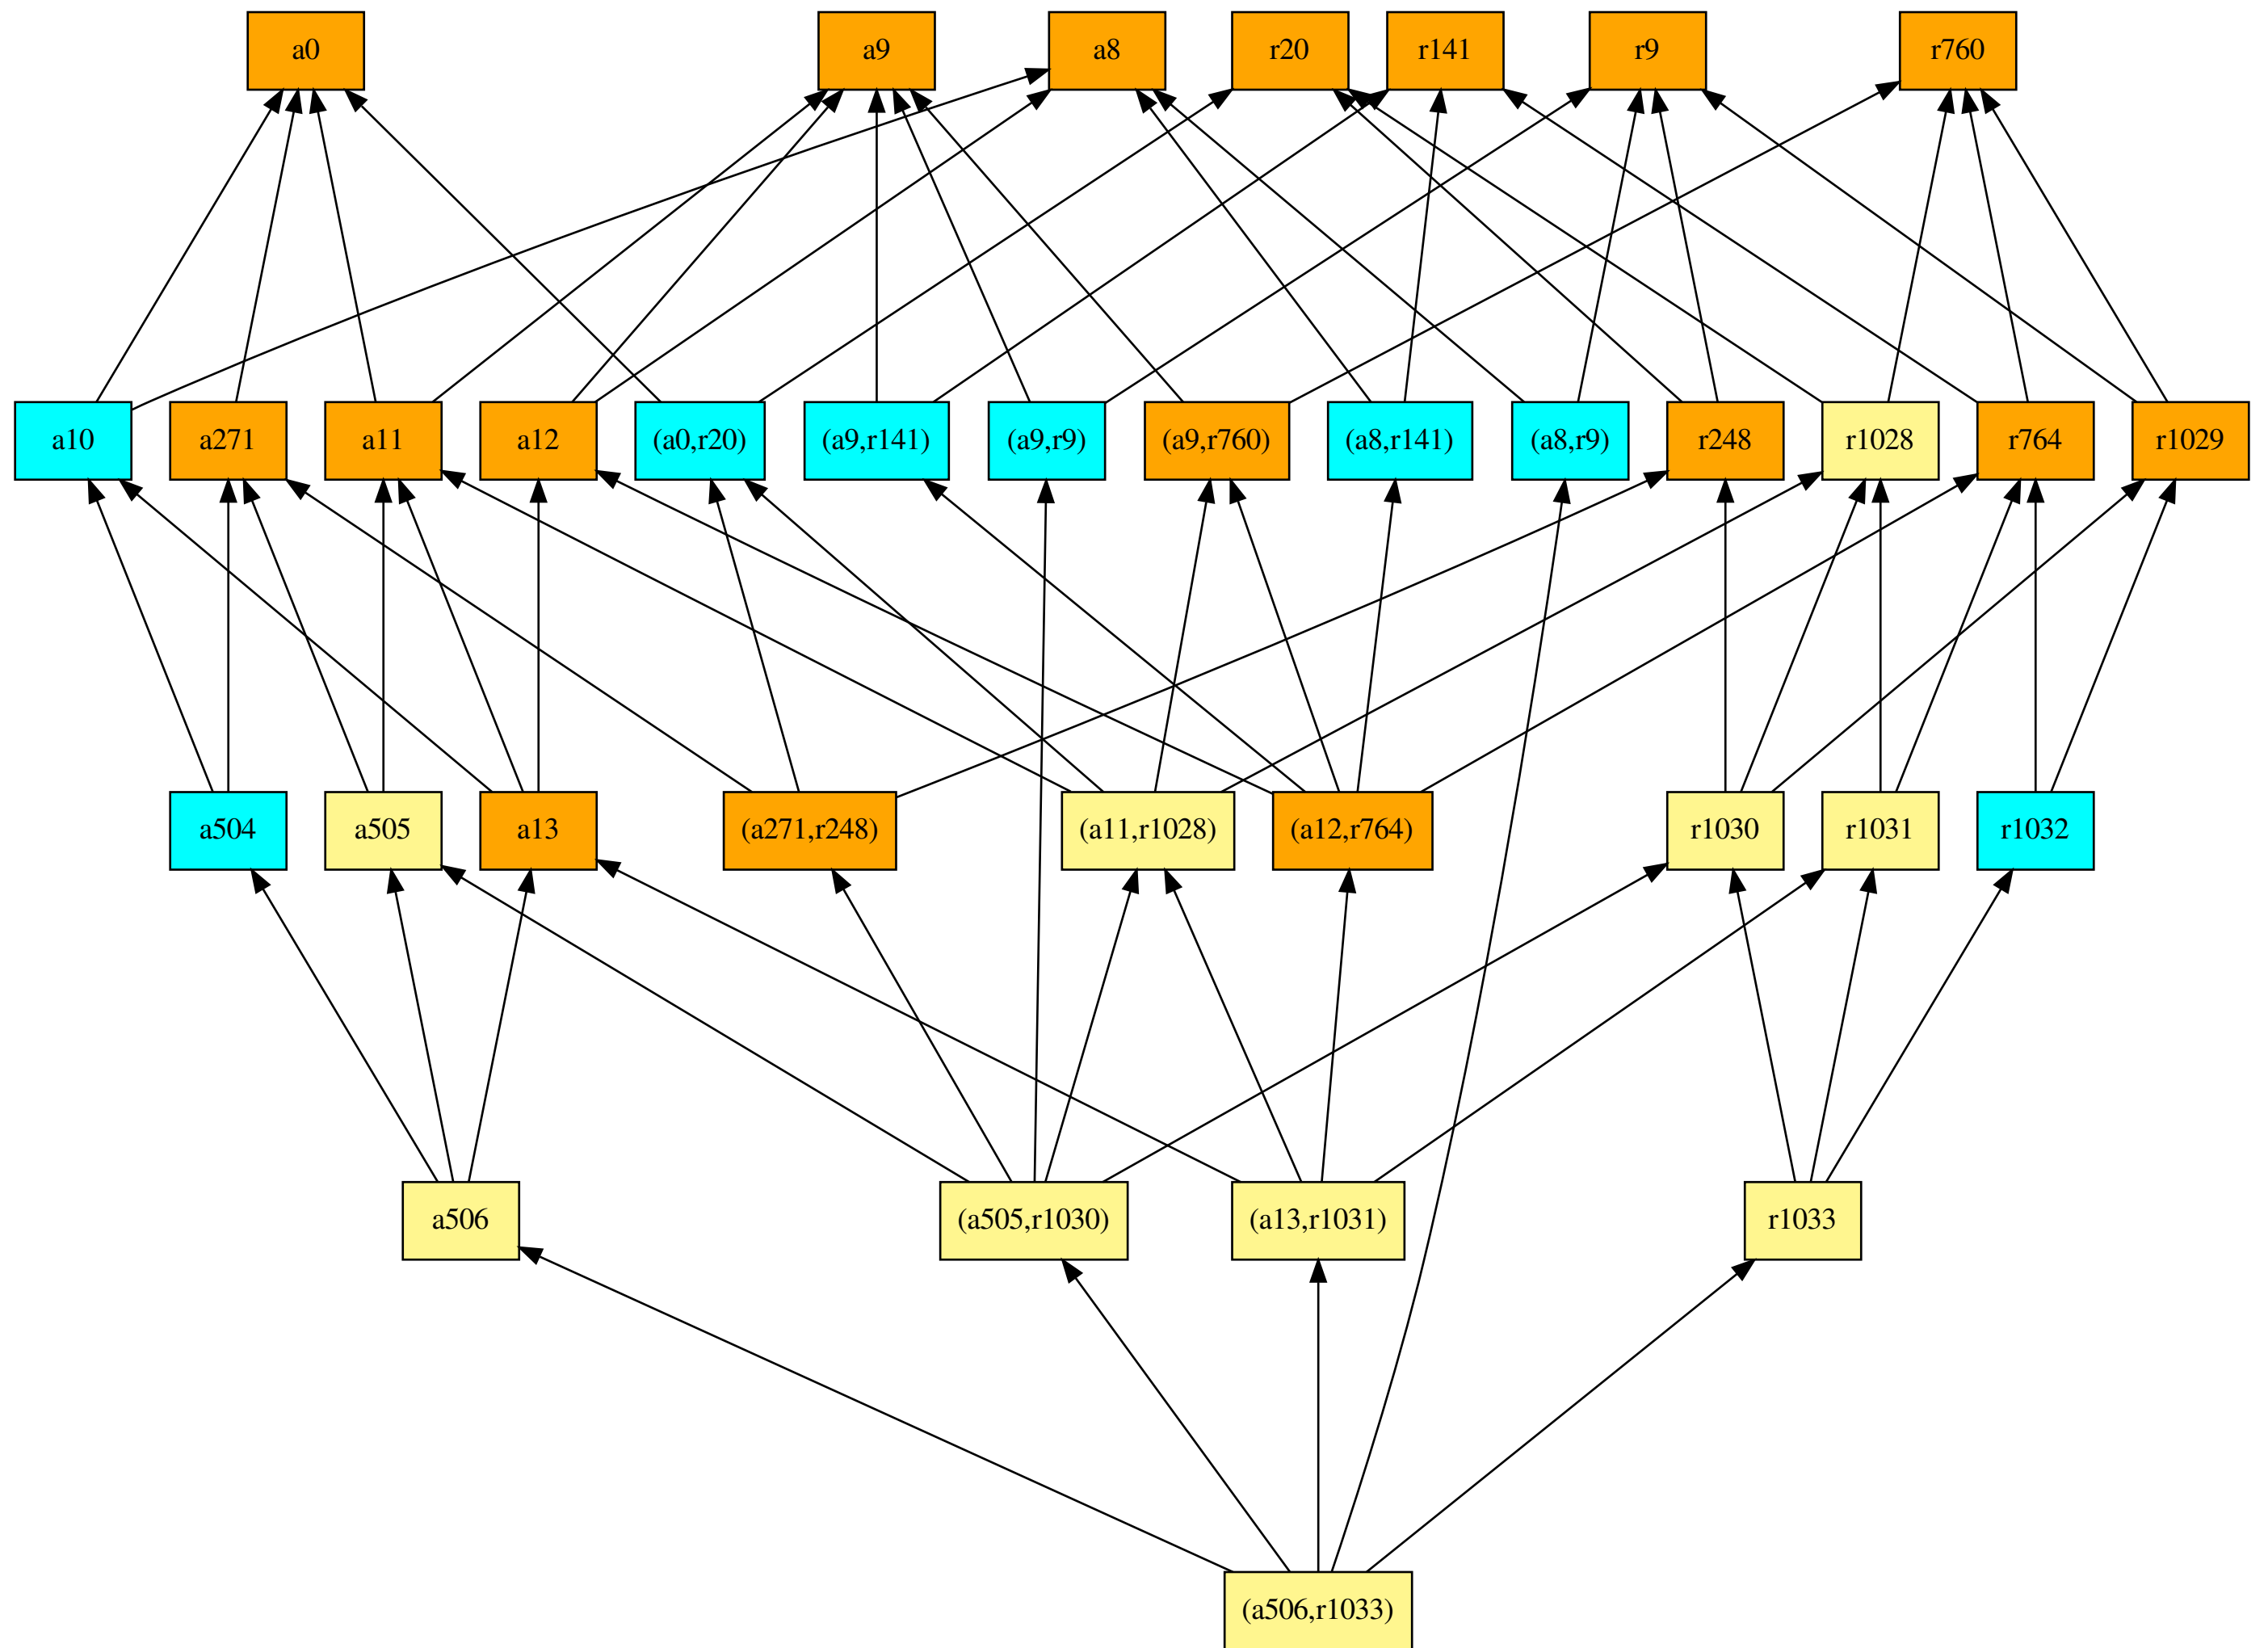 a0
a9
a8
r20
r141
r9
r760
a10
a271
a11
a12
(a0,r20)
(a9,r141)
(a9,r9)
(a9,r760)
(a8,r141)
(a8,r9)
r248
r1028
r764
r1029
a504
a505
a13
(a271,r248)
(a11,r1028)
(a12,r764)
r1030
r1031
r1032
a506
(a505,r1030)
(a13,r1031)
r1033
(a506,r1033)